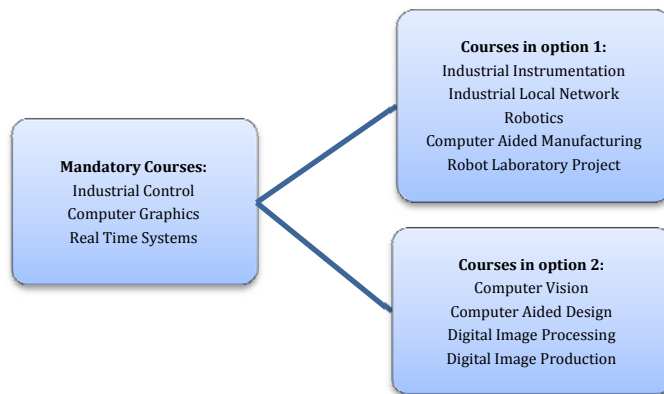 Mandatory Courses:
Industrial Control
Computer Graphics
Real Time Systems
Courses in option 1:
Industrial Instrumentation
Industrial Local Network
Robotics
Computer Aided Manufacturing
Robot Laboratory Project
Courses in option 2:
Computer Vision
Computer Aided Design
Digital Image Processing
Digital Image Production